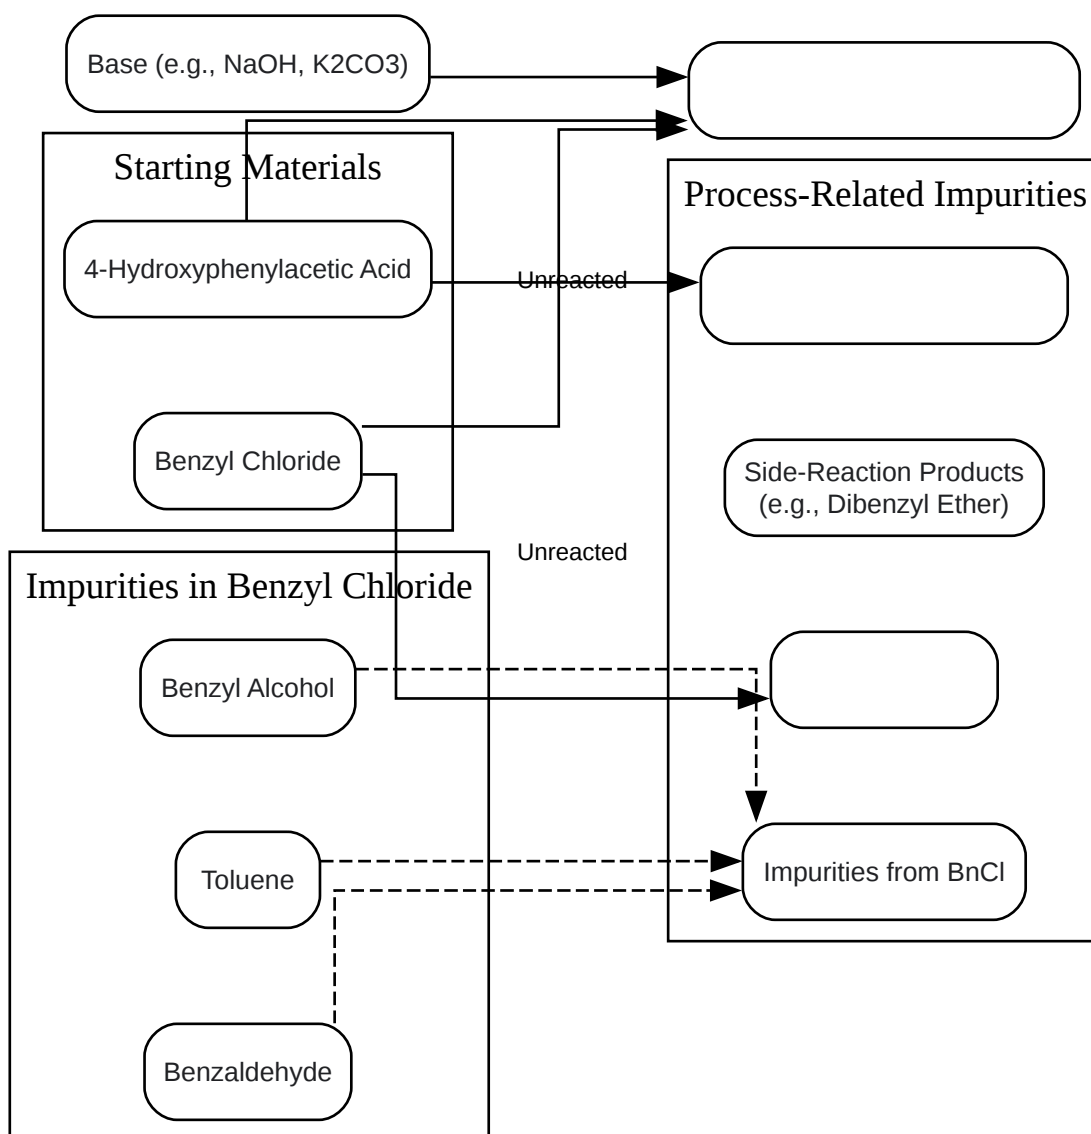 Base (e.g., NaOH, K2CO3)
Starting Materials
Process-Related Impurities
4-Hydroxyphenylacetic Acid
Unreacted
Benzyl Chloride
Side-Reaction Products
(e.g., Dibenzyl Ether)
Unreacted
Impurities in Benzyl Chloride
Benzyl Alcohol
Toluene
Impurities from BnCl
Benzaldehyde